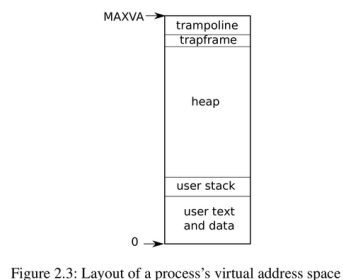 MAXVA
trampoline
trapframe
heap
user stack
user text
and data
0
Figure 2.3: Layout of a process’s virtual address space